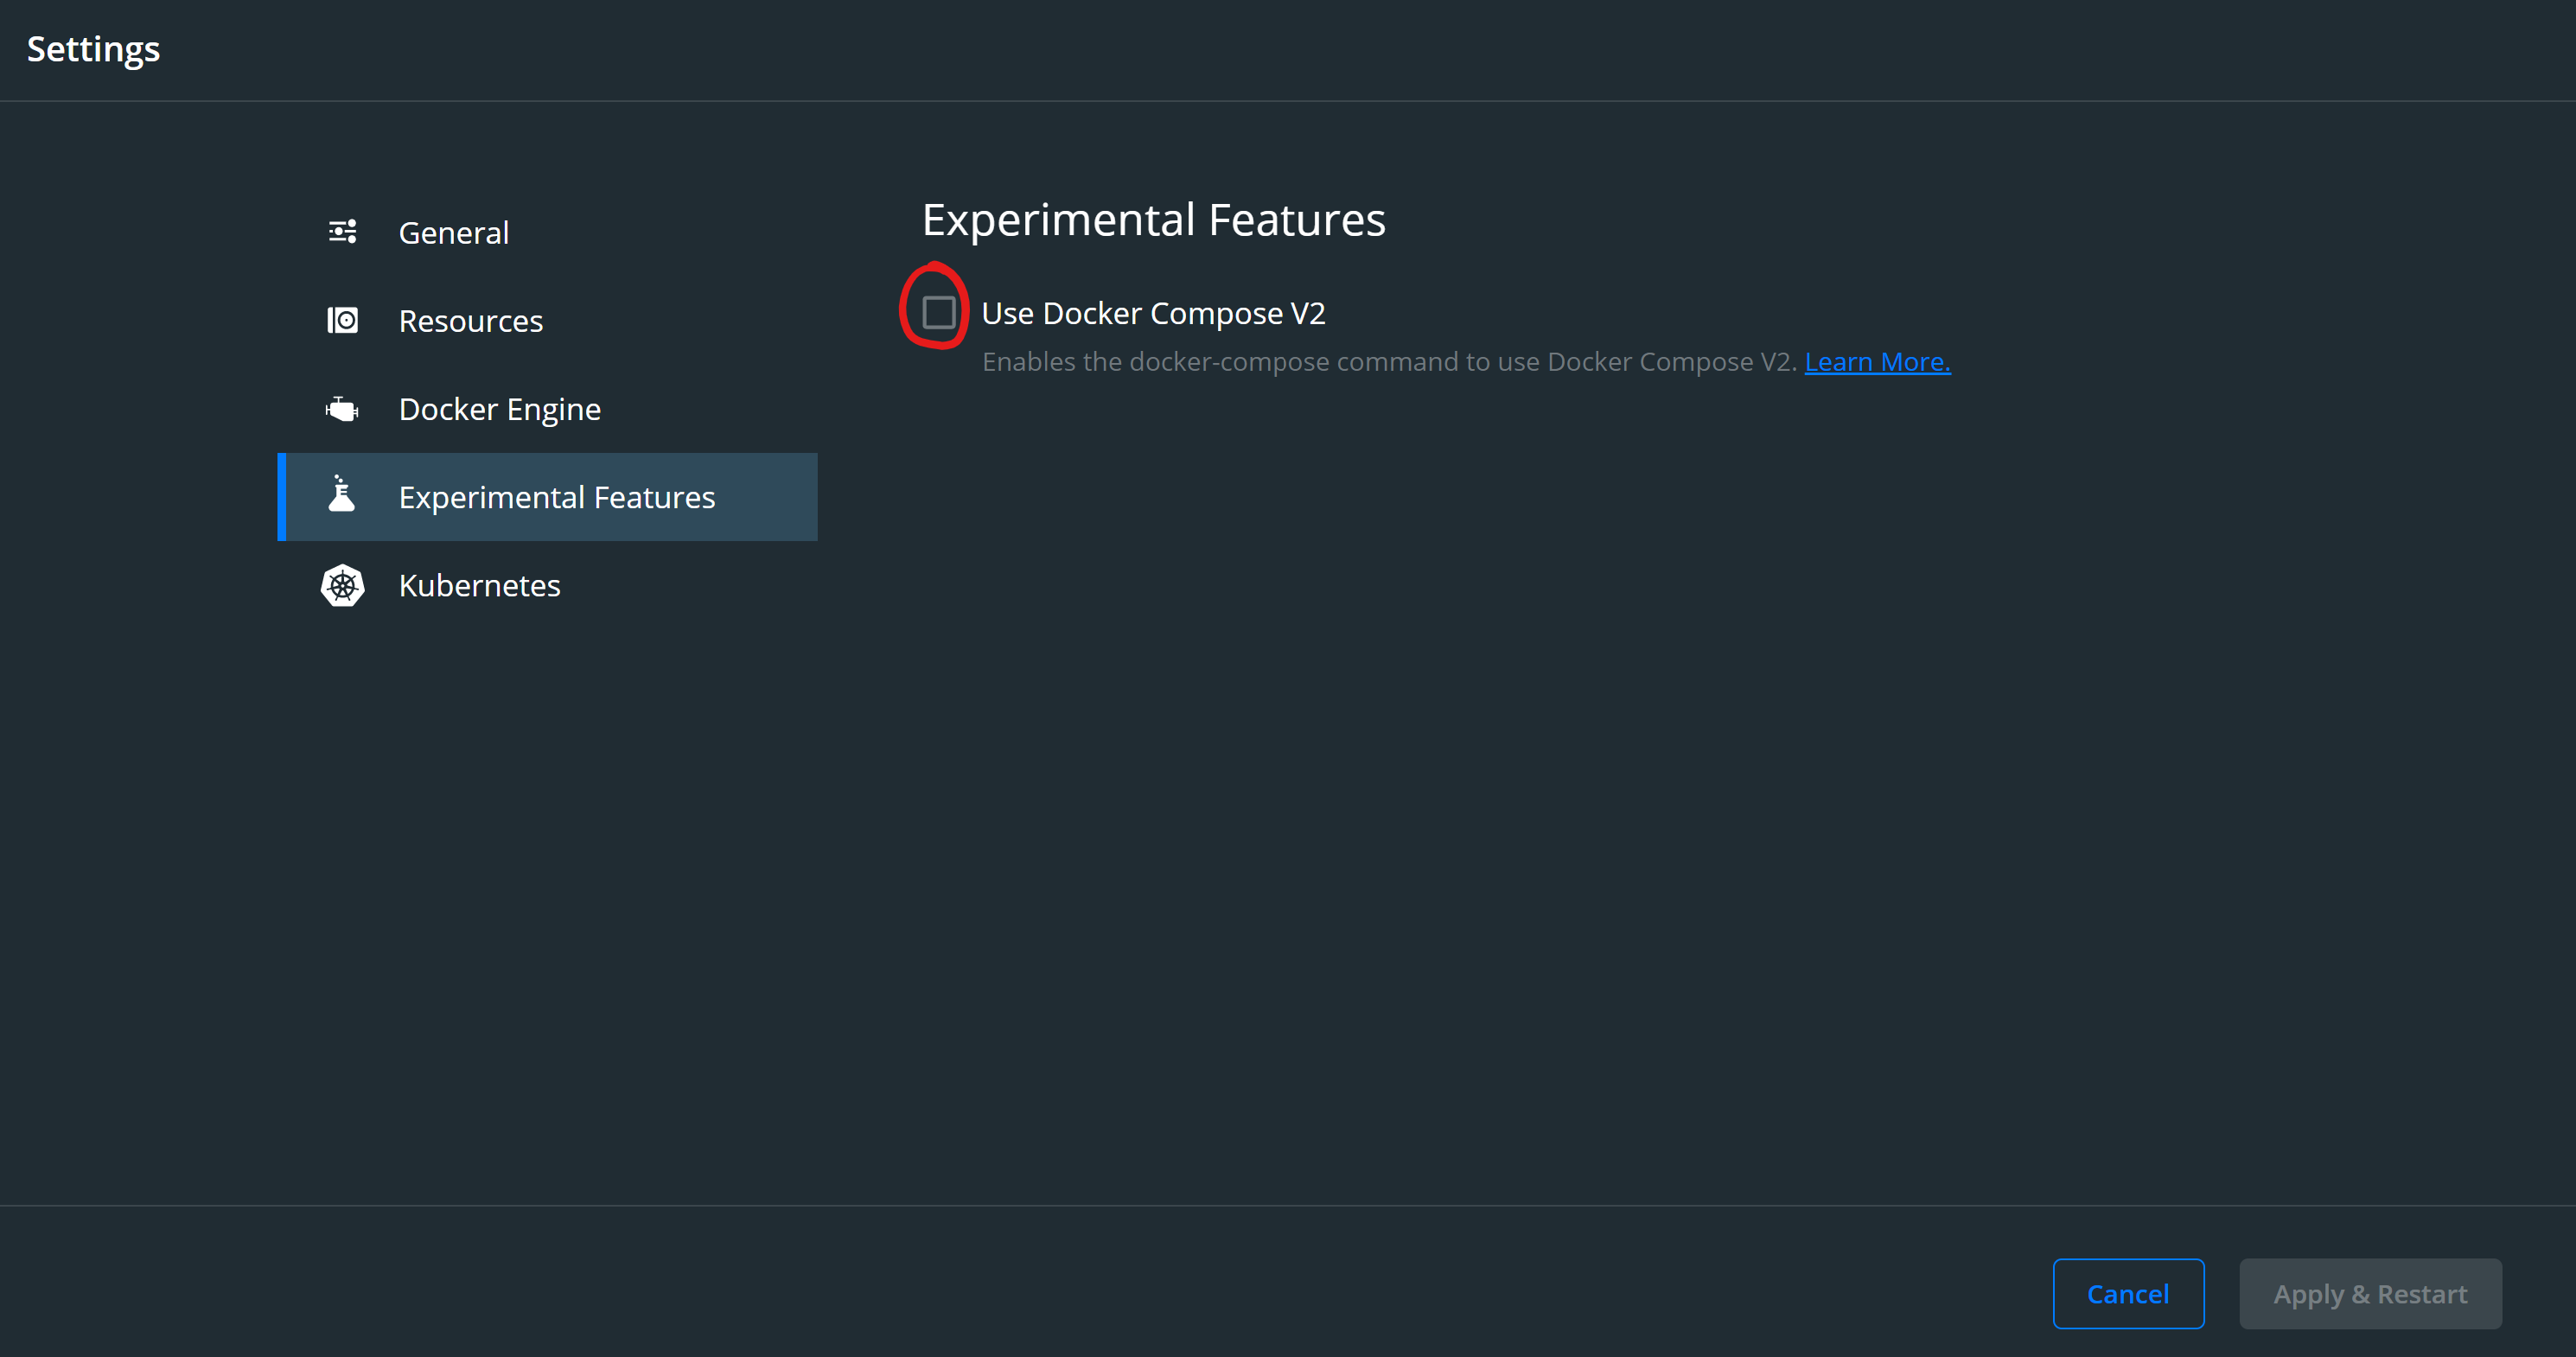 Settings
General
Resources
Docker Engine
Experimental Features
Kubernetes
Experimental Features
Use Docker Compose V2
Enables the docker-compose command to use Docker Compose V2. Learn More.
Cancel
Apply & Restart